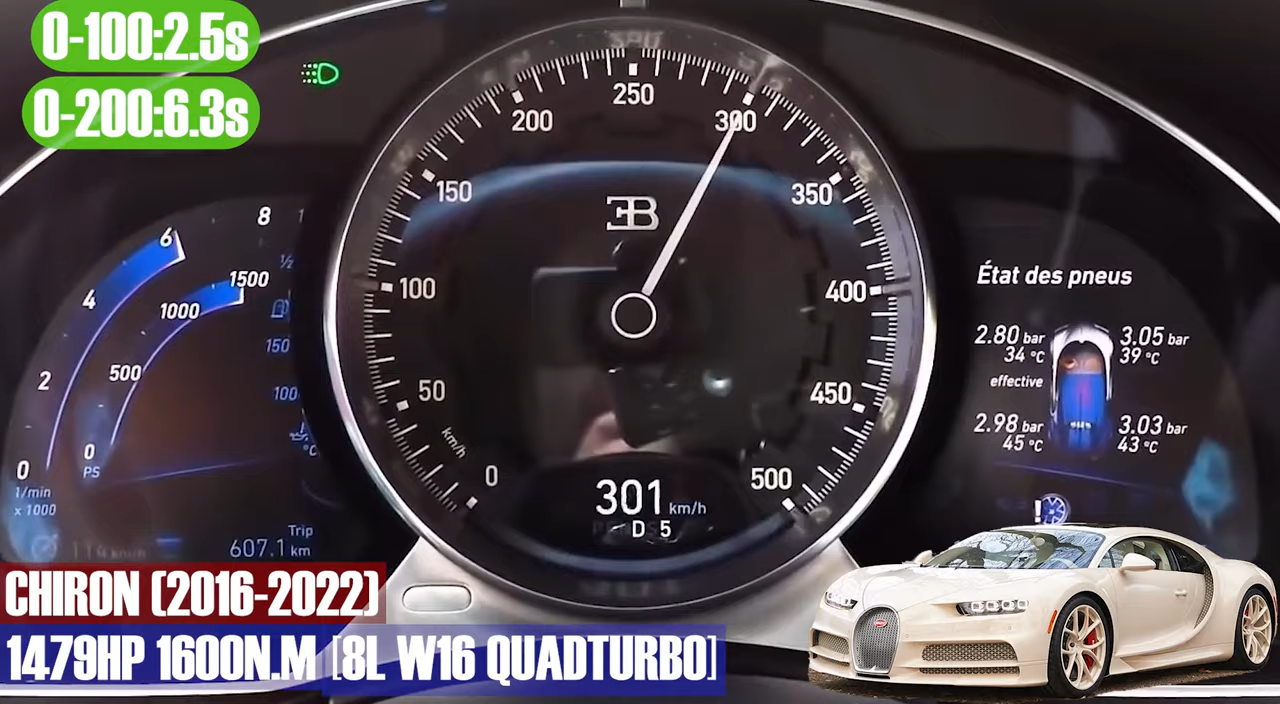 0-100:2.5s
0-200:6.3s
8
6
4
2
0
1/min
x 1000
1500
1000
500
0
PS
½
150
100
°C
Trip
607.1 km
0
50
100
150
200
250
300
350
400
450
500
km/h
EB
301 km/h
D 5
État des pneus
2.80 bar
34 °C
3.05 bar
39 °C
effective
2.98 bar
45 °C
3.03 bar
43 °C
CHIRON (2016-2022)
1479HP 1600N.M [8L W16 QUADTURBO]